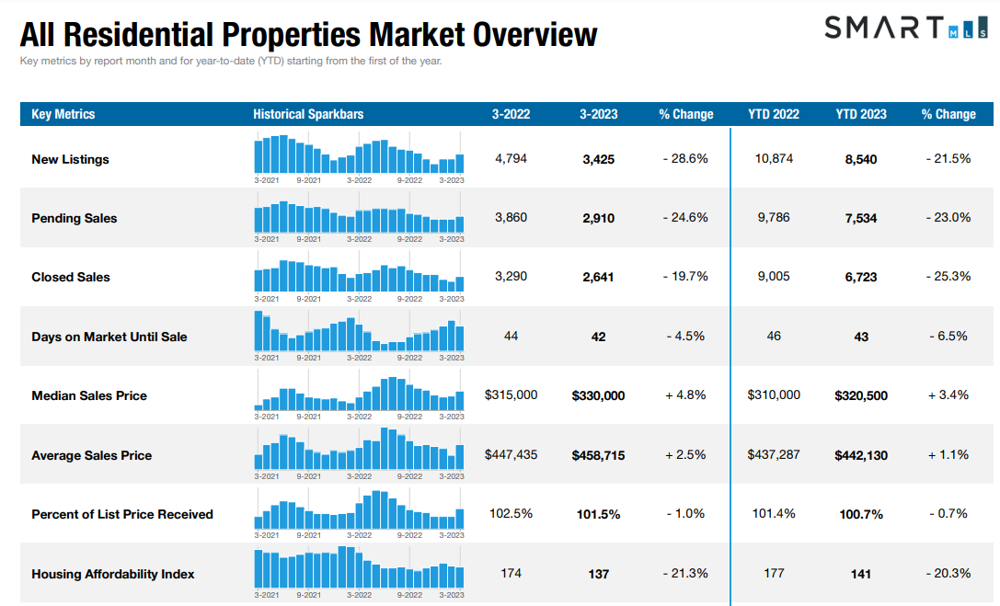 All Residential Properties Market Overview
SMART MLS
Key metrics by report month and for year-to-date (YTD) starting from the first of the year.
Key Metrics Historical Sparkbars 3-2022 3-2023 % Change YTD 2022 YTD 2023 % Change
New Listings 4,794 3,425 - 28.6% 10,874 8,540 - 21.5%
3-2021 9-2021 3-2022 9-2022 3-2023
Pending Sales 3,860 2,910 - 24.6% 9,786 7,534 - 23.0%
3-2021 9-2021 3-2022 9-2022 3-2023
Closed Sales 3,290 2,641 - 19.7% 9,005 6,723 - 25.3%
3-2021 9-2021 3-2022 9-2022 3-2023
Days on Market Until Sale 44 42 - 4.5% 46 43 - 6.5%
3-2021 9-2021 3-2022 9-2022 3-2023
Median Sales Price $315,000 $330,000 + 4.8% $310,000 $320,500 + 3.4%
3-2021 9-2021 3-2022 9-2022 3-2023
Average Sales Price $447,435 $458,715 + 2.5% $437,287 $442,130 + 1.1%
3-2021 9-2021 3-2022 9-2022 3-2023
Percent of List Price Received 102.5% 101.5% - 1.0% 101.4% 100.7% - 0.7%
3-2021 9-2021 3-2022 9-2022 3-2023
Housing Affordability Index 174 137 - 21.3% 177 141 - 20.3%
3-2021 9-2021 3-2022 9-2022 3-2023